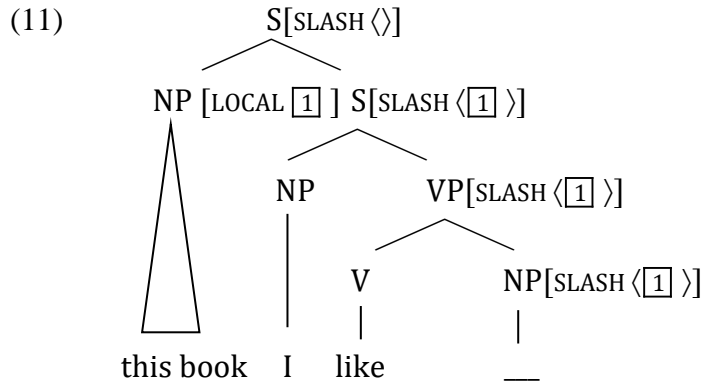 (11) S[SLASH ⟨⟩]
NP [LOCAL 1 ] S[SLASH ⟨ 1 ⟩]
NP VP[SLASH ⟨ 1 ⟩]
V NP[SLASH ⟨ 1 ⟩]
this book I like __